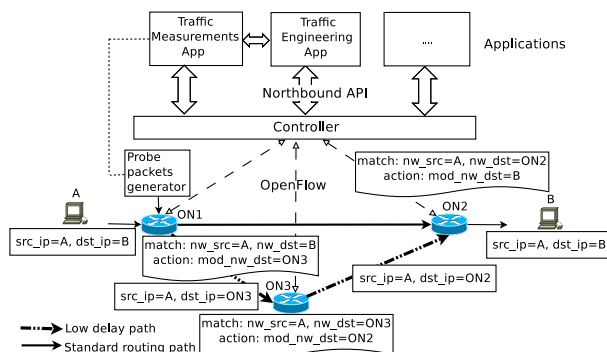 Traffic
Measurements
App
Traffic
Engineering
App
....
Applications
Northbound API
Controller
Probe
packets
generator
OpenFlow
match: nw_src=A, nw_dst=ON2
action: mod_nw_dst=B
A
ON1
ON2
B
src_ip=A, dst_ip=B
match: nw_src=A, nw_dst=B
action: mod_nw_dst=ON3
src_ip=A, dst_ip=B
src_ip=A, dst_ip=ON3
ON3
src_ip=A, dst_ip=ON2
match: nw_src=A, nw_dst=ON3
action: mod_nw_dst=ON2
Low delay path
Standard routing path